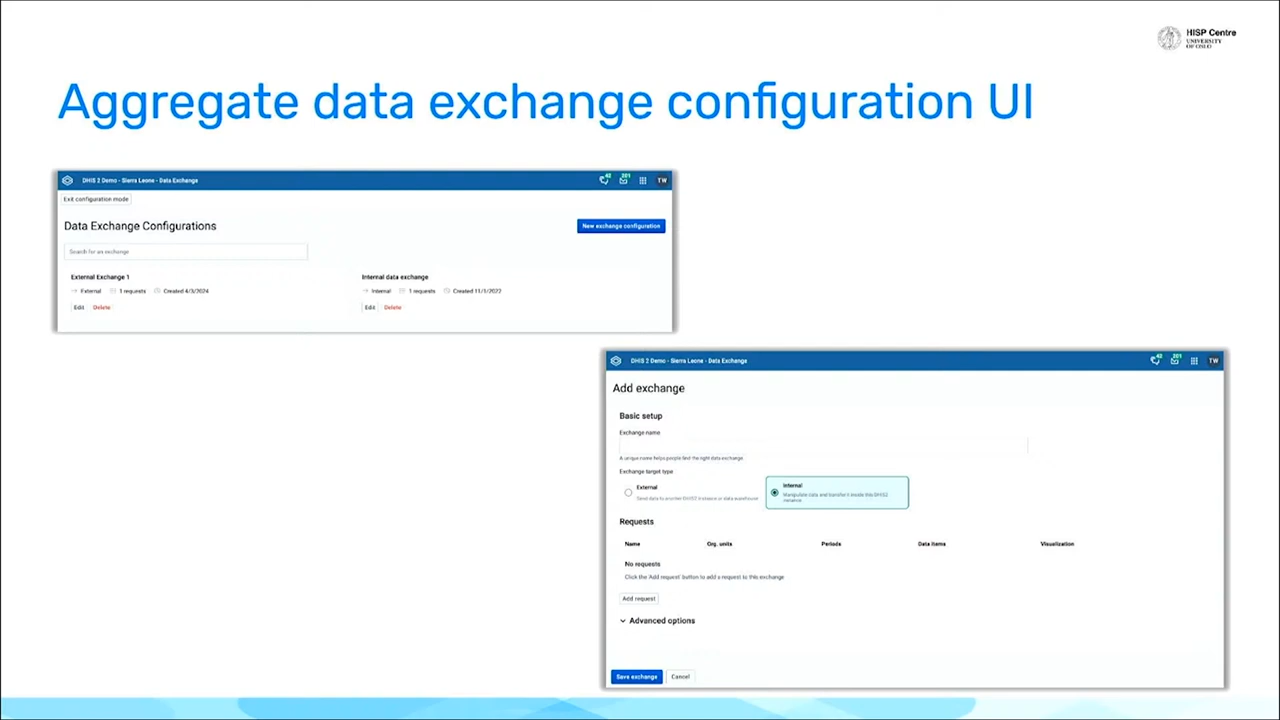 HISP Centre
UNIVERSITY
OF OSLO
Aggregate data exchange configuration UI
DHIS 2 Demo - Sierra Leone - Data Exchange
42
201
TW
Exit configuration mode
Data Exchange Configurations
New exchange configuration
Search for an exchange
External Exchange 1
External 1 requests Created 4/3/2024
Edit Delete
Internal data exchange
Internal 1 requests Created 11/1/2022
Edit Delete
DHIS 2 Demo - Sierra Leone - Data Exchange
42
201
TW
Add exchange
Basic setup
Exchange name
A unique name helps people find the right data exchange.
Exchange target type
External
Send data to another DHIS2 instance or data warehouse
Internal
Manipulate data and transfer it inside this DHIS2
instance.
Requests
Name Org. units Periods Data items Visualization
No requests
Click the 'Add request' button to add a request to this exchange
Add request
Advanced options
Save exchange Cancel